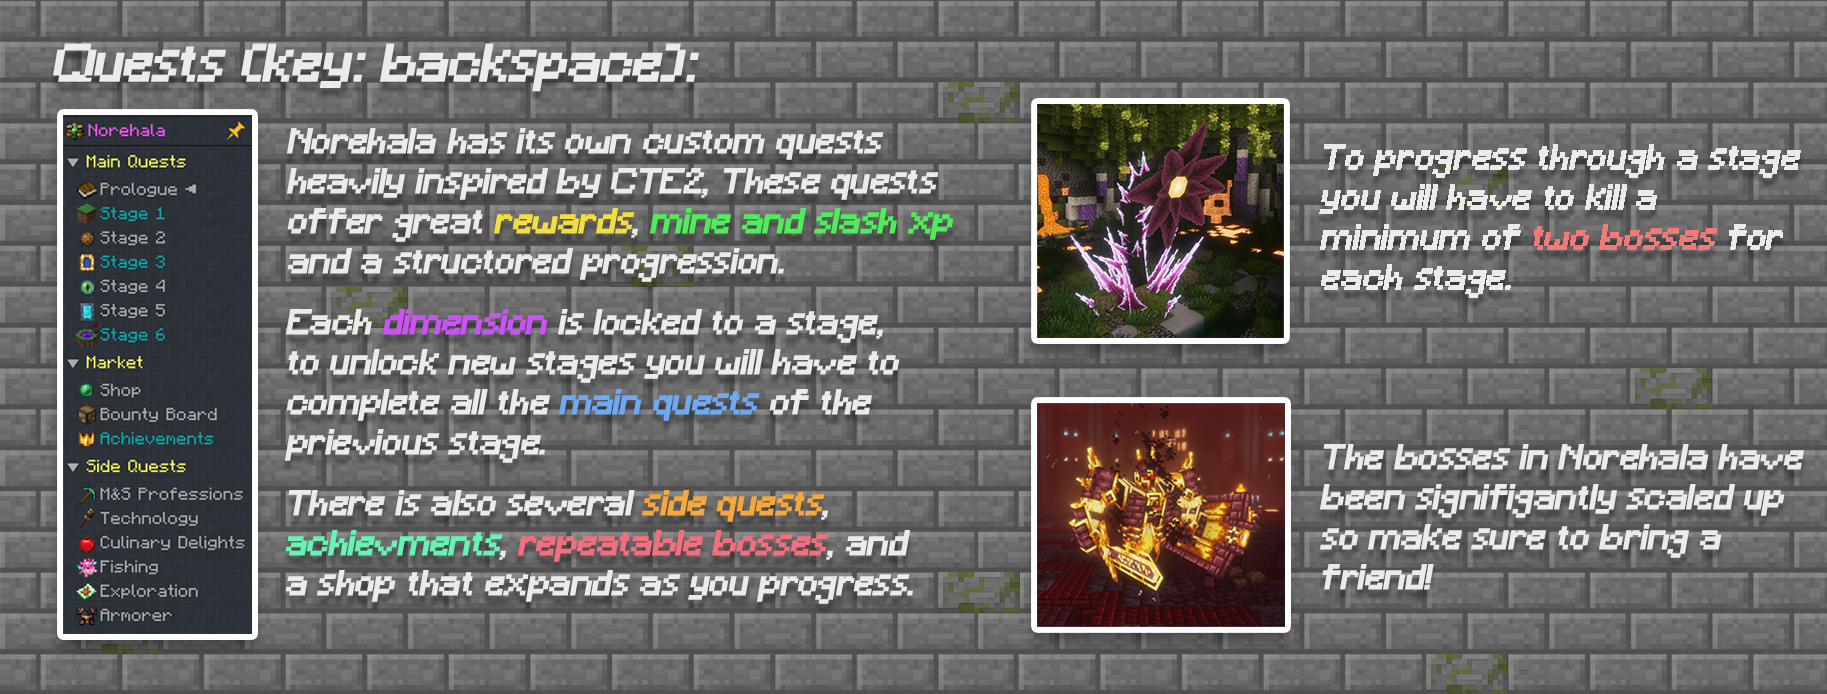 Quests (key: backspace):
Norehala
Main Quests
Prologue
Stage 1
Stage 2
Stage 3
Stage 4
Stage 5
Stage 6
Market
Shop
Bounty Board
Achievements
Side Quests
M&S Professions
Technology
Culinary Delights
Fishing
Exploration
Armorer
Norehala has its own custom quests
heavily inspired by CTE2, These quests
offer great rewards, mine and slash xp
and a structored progression.
Each dimension is locked to a stage,
to unlock new stages you will have to
complete all the main quests of the
prievious stage.
There is also several side quests,
achievments, repeatable bosses, and
a shop that expands as you progress.
To progress through a stage
you will have to kill a
minimum of two bosses for
each stage.
The bosses in Norehala have
been signifigantly scaled up
so make sure to bring a
friend!